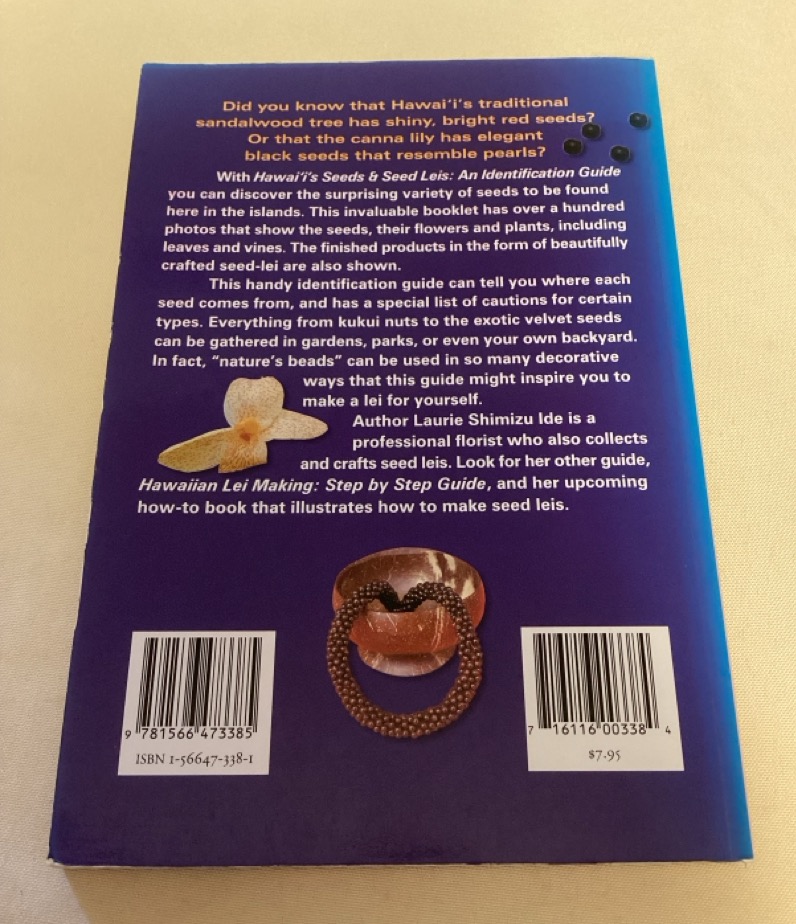 Did you know that Hawai'i's traditional
sandalwood tree has shiny, bright red seeds?
Or that the canna lily has elegant
black seeds that resemble pearls?
With Hawai'i's Seeds & Seed Leis: An Identification Guide
you can discover the surprising variety of seeds to be found
here in the islands. This invaluable booklet has over a hundred
photos that show the seeds, their flowers and plants, including
leaves and vines. The finished products in the form of beautifully
crafted seed-lei are also shown.
This handy identification guide can tell you where each
seed comes from, and has a special list of cautions for certain
types. Everything from kukui nuts to the exotic velvet seeds
can be gathered in gardens, parks, or even your own backyard.
In fact, “nature's beads” can be used in so many decorative
ways that this guide might inspire you to
make a lei for yourself.
Author Laurie Shimizu Ide is a
professional florist who also collects
and crafts seed leis. Look for her other guide,
Hawaiian Lei Making: Step by Step Guide, and her upcoming
how-to book that illustrates how to make seed leis.
9 781566 473385
ISBN 1-56647-338-1
7 16116 00338 4
$7.95